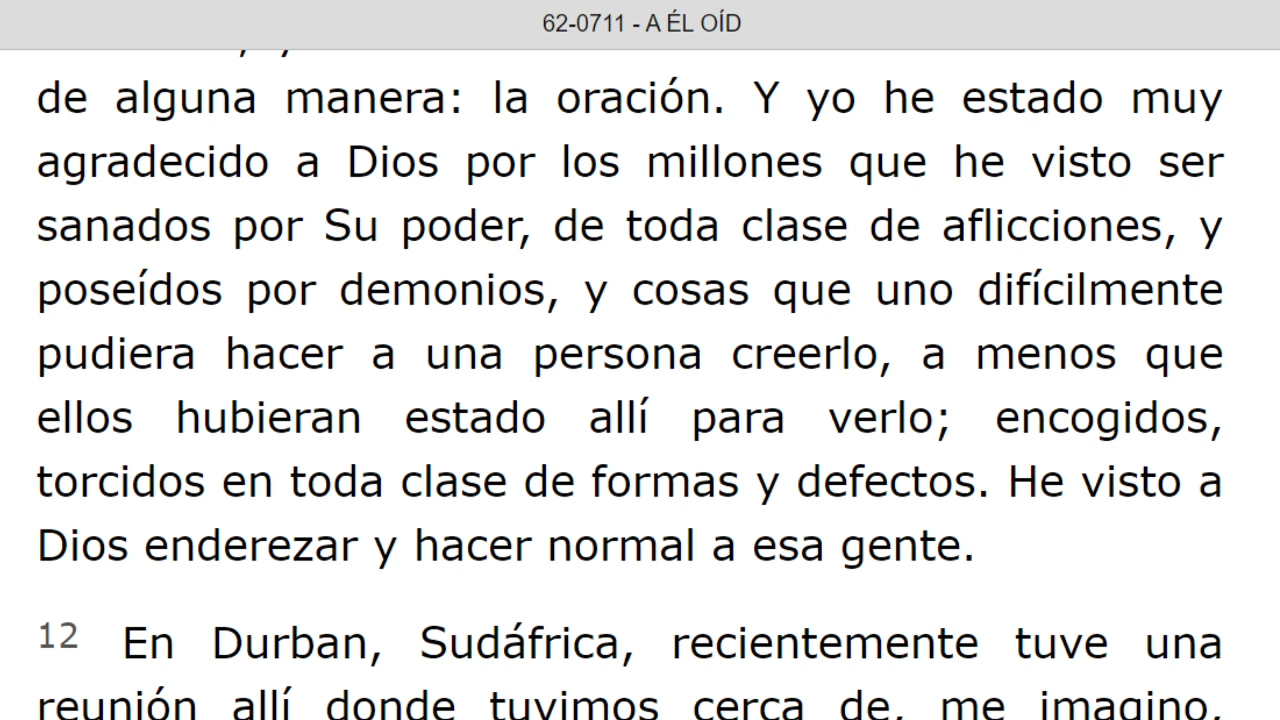 62-0711 - A ÉL OÍD
de alguna manera: la oración. Y yo he estado muy
agradecido a Dios por los millones que he visto ser
sanados por Su poder, de toda clase de aflicciones, y
poseídos por demonios, y cosas que uno difícilmente
pudiera hacer a una persona creerlo, a menos que
ellos hubieran estado allí para verlo; encogidos,
torcidos en toda clase de formas y defectos. He visto a
Dios enderezar y hacer normal a esa gente.
12 En Durban, Sudáfrica, recientemente tuve una
reunión allí donde tuvimos cerca de, me imagino,